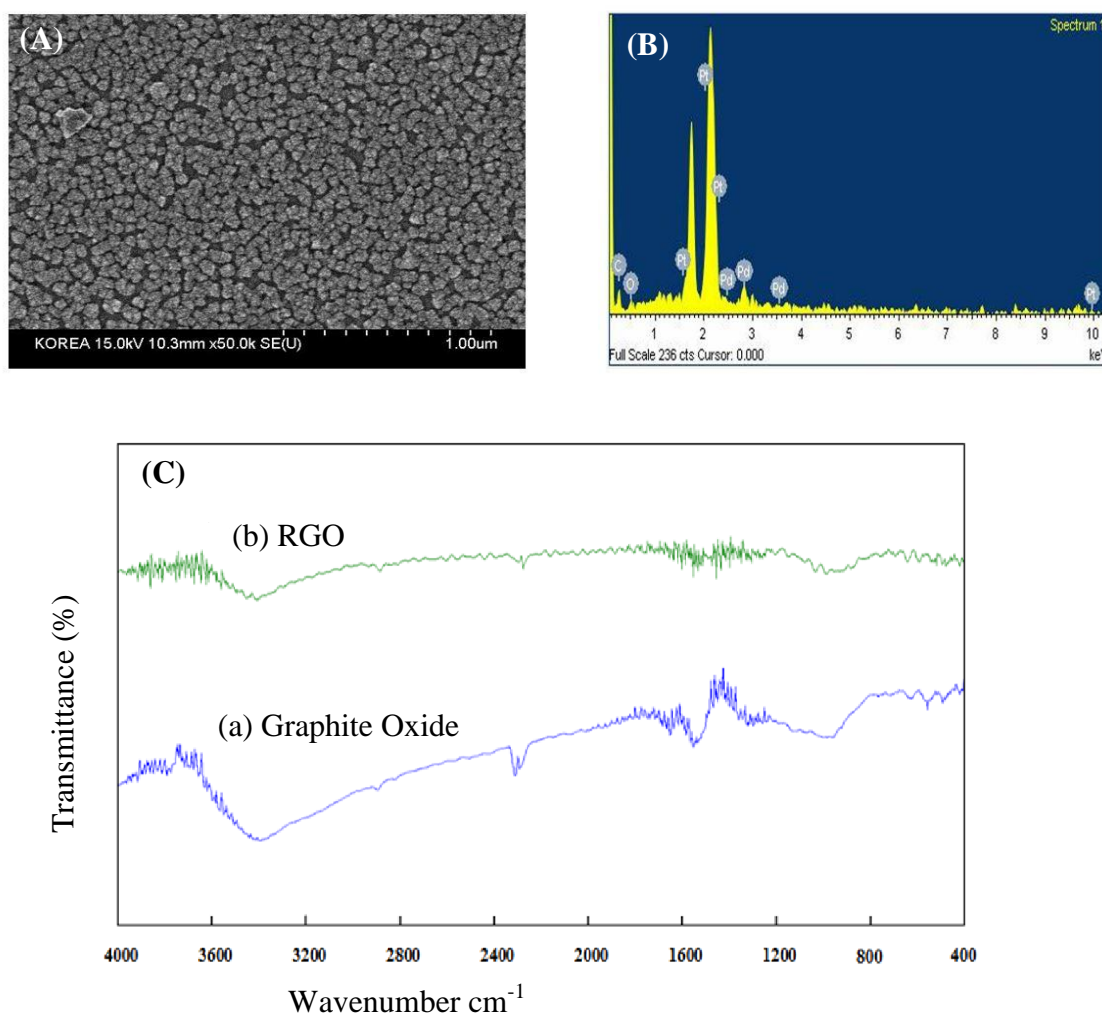 (A)
KOREA 15.0kV 10.3mm x50.0k SE(U) 1.00um
(B)
Spectrum 1
Pt
Pt
Pt
C
O
Pd
Pd
Pd
Pt
1 2 3 4 5 6 7 8 9 10
Full Scale 236 cts Cursor: 0.000
(C)
(b) RGO
(a) Graphite Oxide
Transmittance (%)
4000 3600 3200 2800 2400 2000 1600 1200 800 400
Wavenumber cm⁻¹